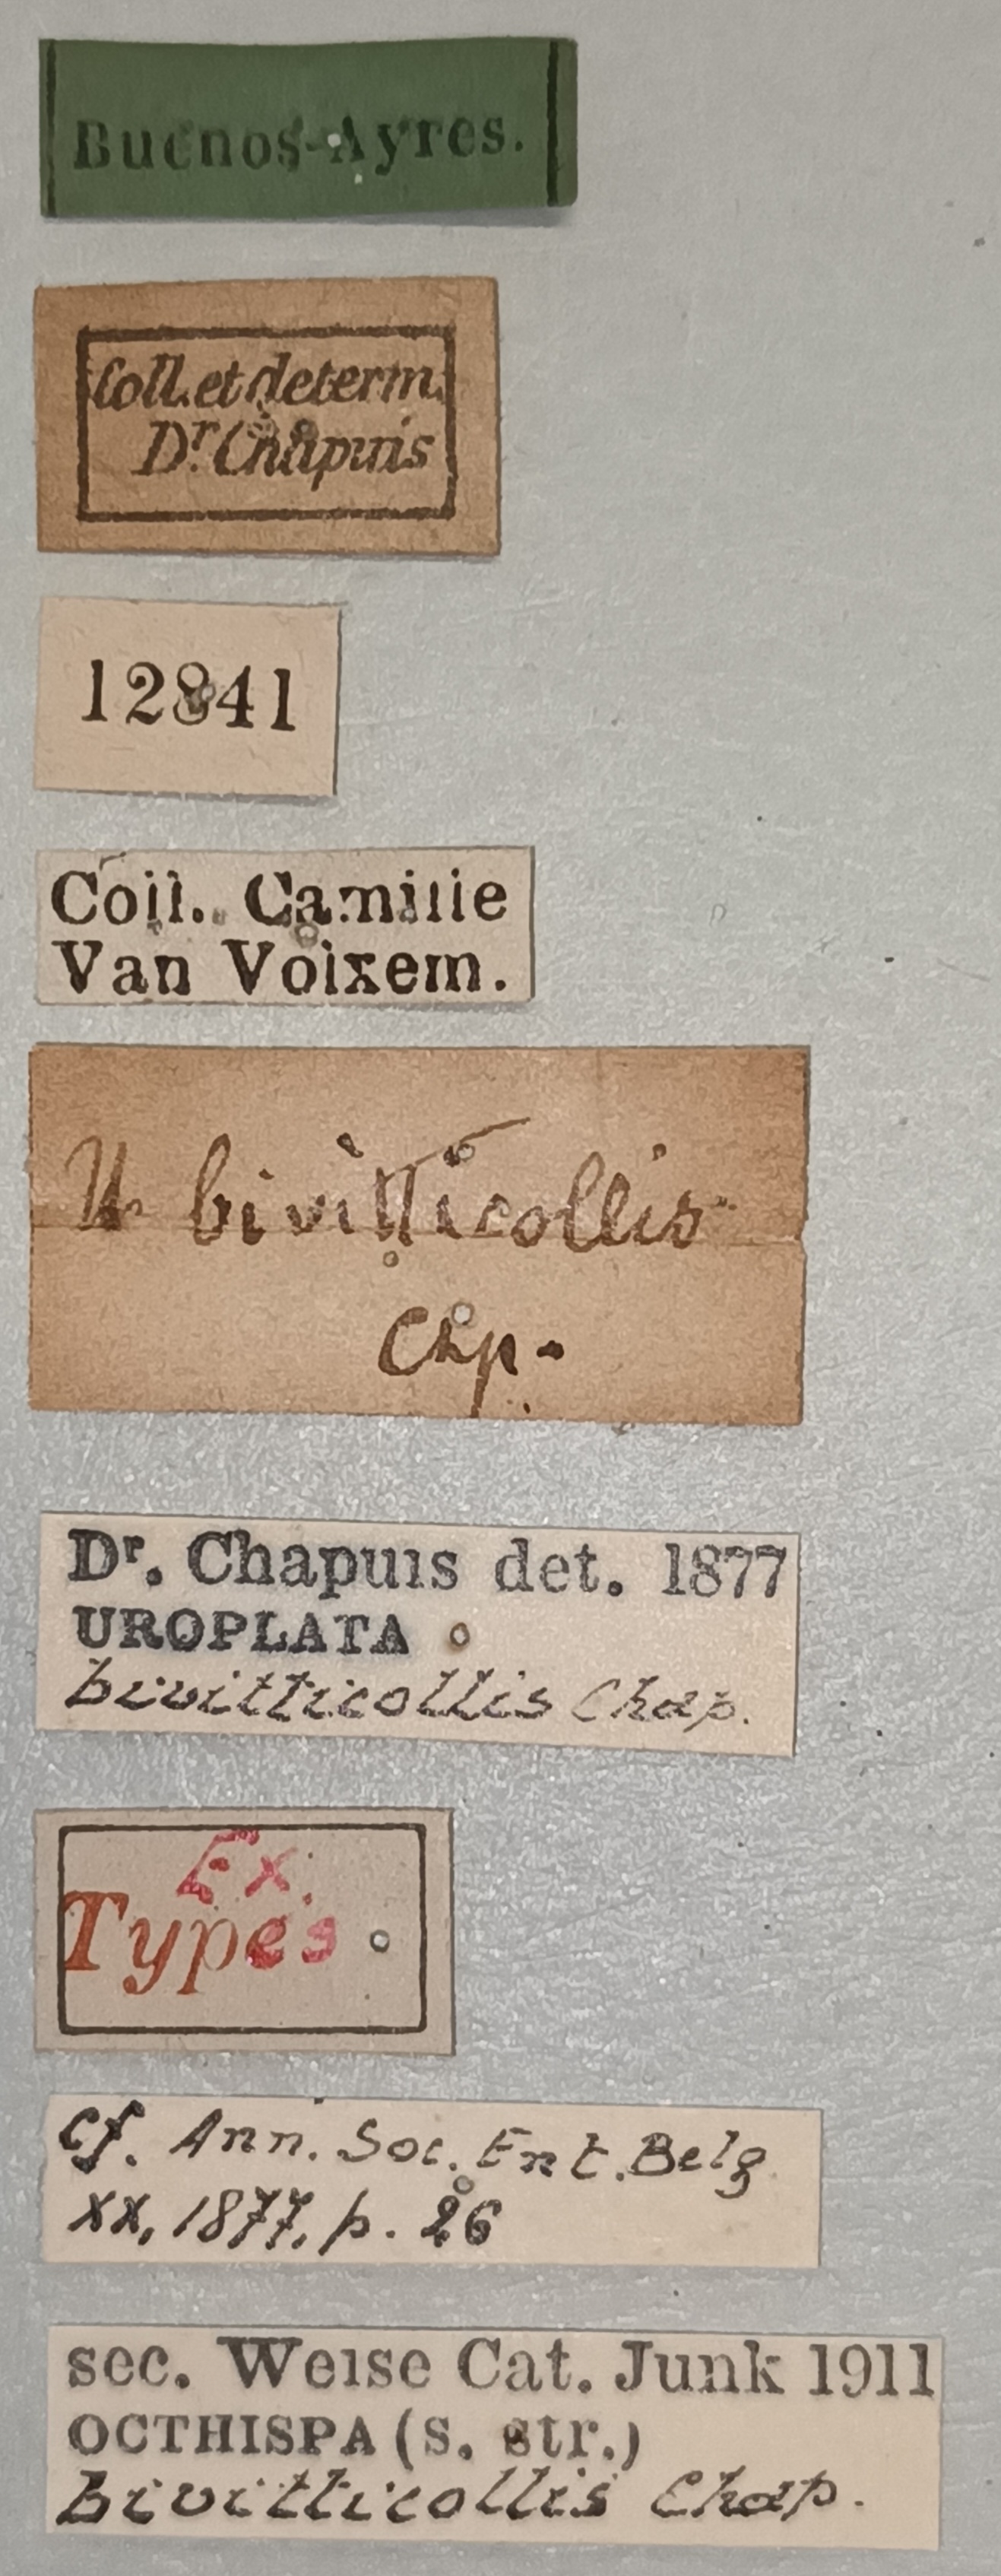 Buenos-Ayres.
Coll. et determ.
Dr. Chapuis
12841
Coll. Camille
Van Volxem.
U. bivitticollis
Chp.
Dr. Chapuis det. 1877
UROPLATA
bivitticollis Chap.
Ex.
Types
cf. Ann. Soc. Ent. Belg
XX, 1877, p. 26
sec. Weise Cat. Junk 1911
OCTHISPA (s. str.)
Bivitticollis Chap.